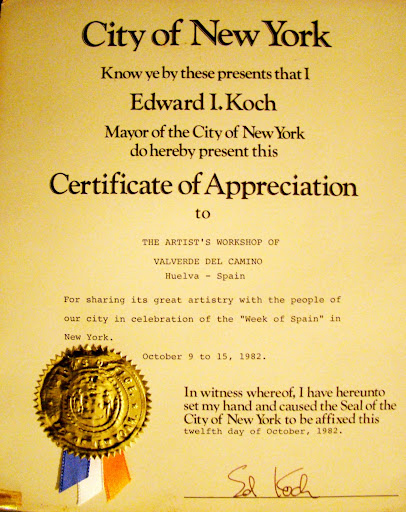 City of New York
Know ye by these presents that I
Edward I. Koch
Mayor of the City of New York
do hereby present this
Certificate of Appreciation
to
THE ARTIST'S WORKSHOP OF
VALVERDE DEL CAMINO
Huelva - Spain
For sharing its great artistry with the people of
our city in celebration of the "Week of Spain" in
New York.
October 9 to 15, 1982.
In witness whereof, I have hereunto
set my hand and caused the Seal of the
City of New York to be affixed this
twelfth day of October, 1982.
Ed Koch